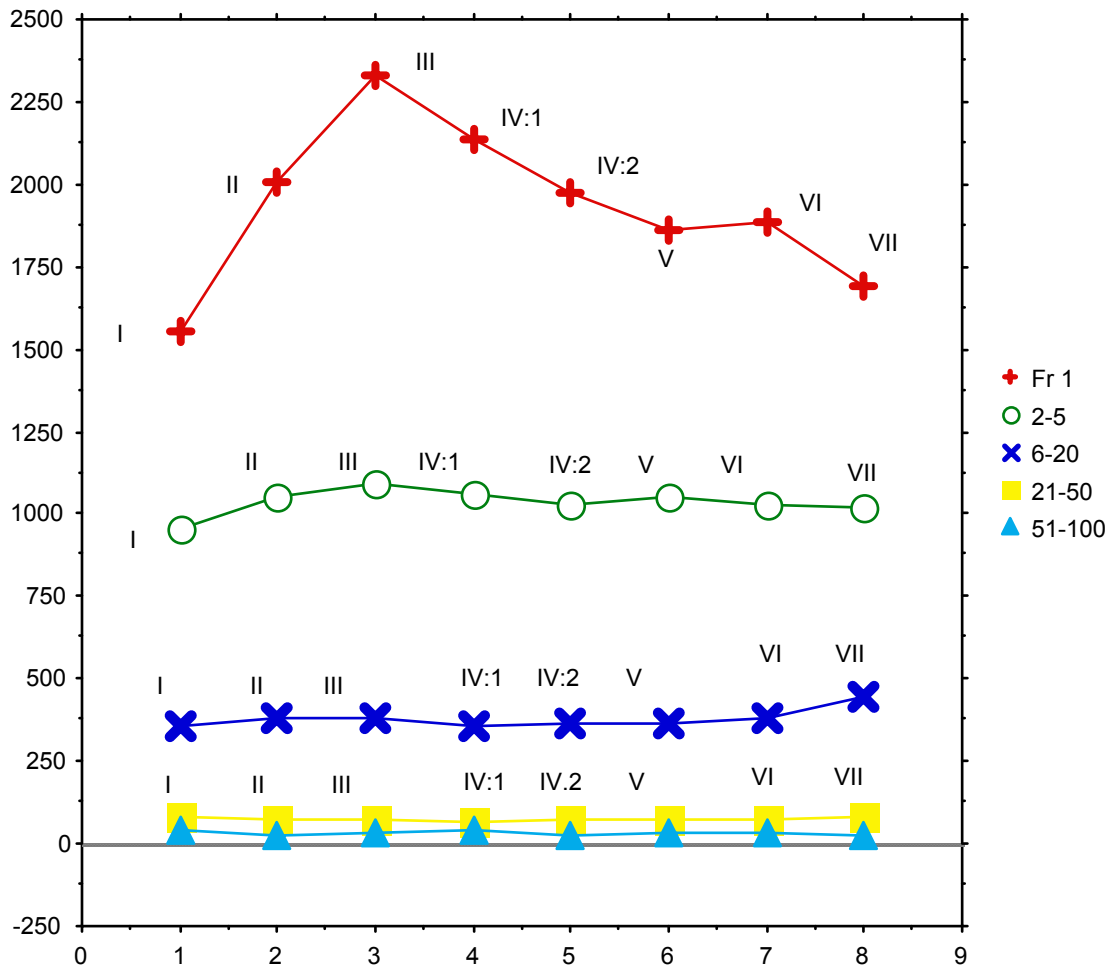 2500
III
2250
IV:1
IV:2
2000
II
VI
V
VII
1750
I
1500
Fr 1
2-5
6-20
21-50
51-100
1250
II
III
IV:1
IV:2
V
VI
VII
1000
I
750
I
II
III
IV:1
IV:2
V
VI
VII
500
250
I
II
III
IV:1
IV.2
V
VI
VII
0
-250
0 1 2 3 4 5 6 7 8 9